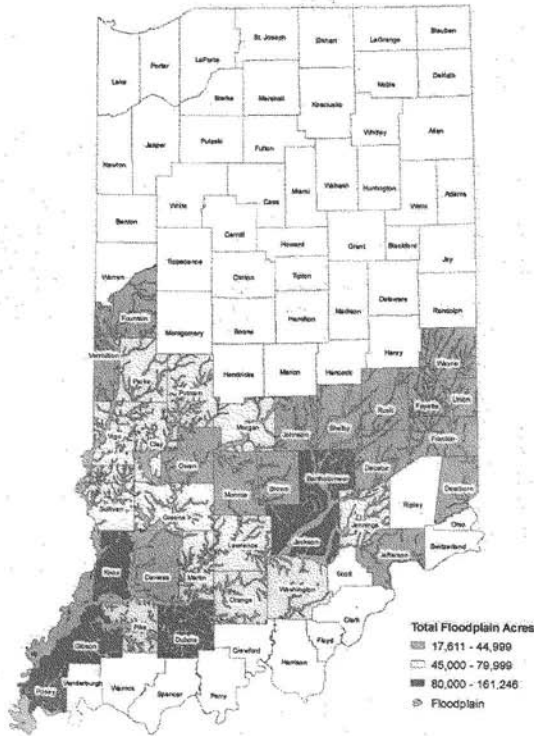 St. Joseph
Elkhart
LaGrange
Steuben
LaPorte
Porter
Lake
Noble
DeKalb
Starke
Marshall
Kosciusko
Whitley
Allen
Newton
Jasper
Pulaski
Fulton
Miami
Wabash
Huntington
Wells
Adams
Benton
White
Cass
Carroll
Howard
Grant
Blackford
Jay
Warren
Tippecanoe
Clinton
Tipton
Madison
Delaware
Randolph
Fountain
Montgomery
Boone
Hamilton
Henry
Wayne
Vermillion
Parke
Putnam
Hendricks
Marion
Hancock
Fayette
Union
Rush
Shelby
Johnson
Morgan
Vigo
Clay
Owen
Franklin
Decatur
Bartholomew
Brown
Monroe
Dearborn
Ripley
Sullivan
Greene
Jennings
Ohio
Switzerland
Jackson
Lawrence
Jefferson
Knox
Daviess
Martin
Scott
Orange
Washington
Clark
Gibson
Pike
Dubois
Crawford
Floyd
Harrison
Posey
Vanderburgh
Warrick
Spencer
Perry
Total Floodplain Acres
17,611 - 44,999
45,000 - 79,999
80,000 - 161,246
Floodplain